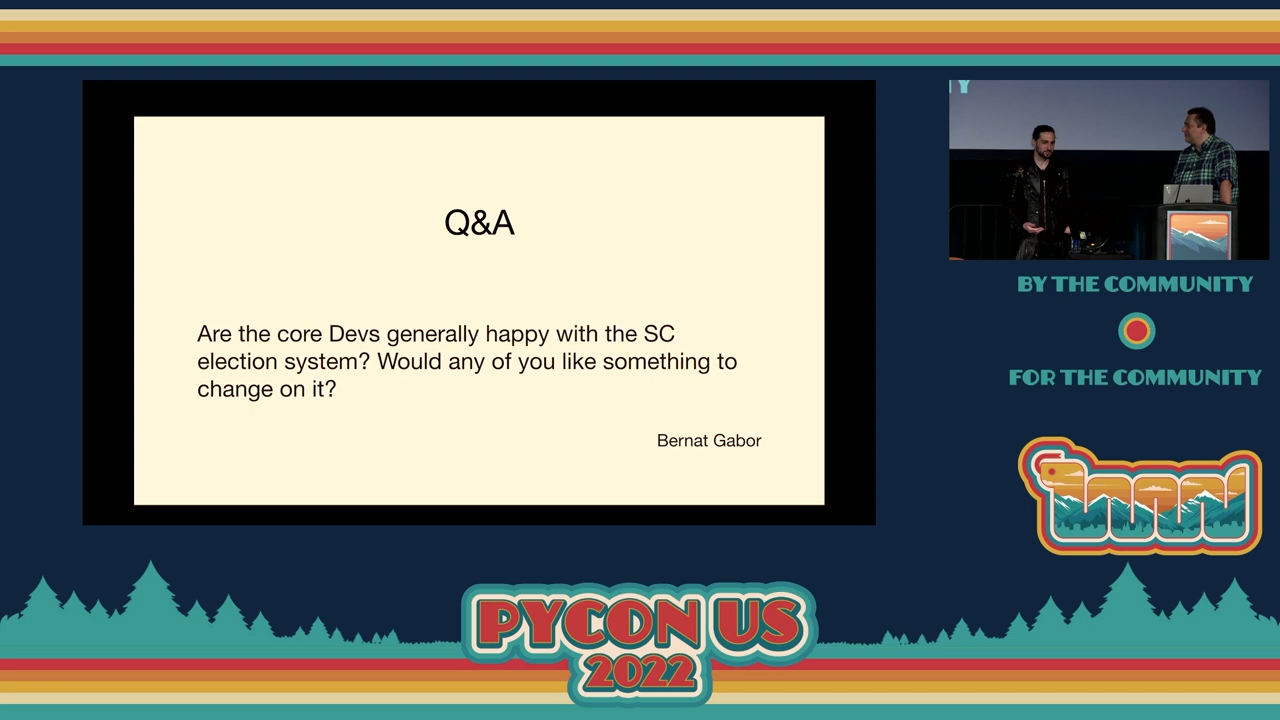 Q&A
Are the core Devs generally happy with the SC
election system? Would any of you like something to
change on it?
Bernat Gabor
Y
BY THE COMMUNITY
FOR THE COMMUNITY
PYCON US
2022